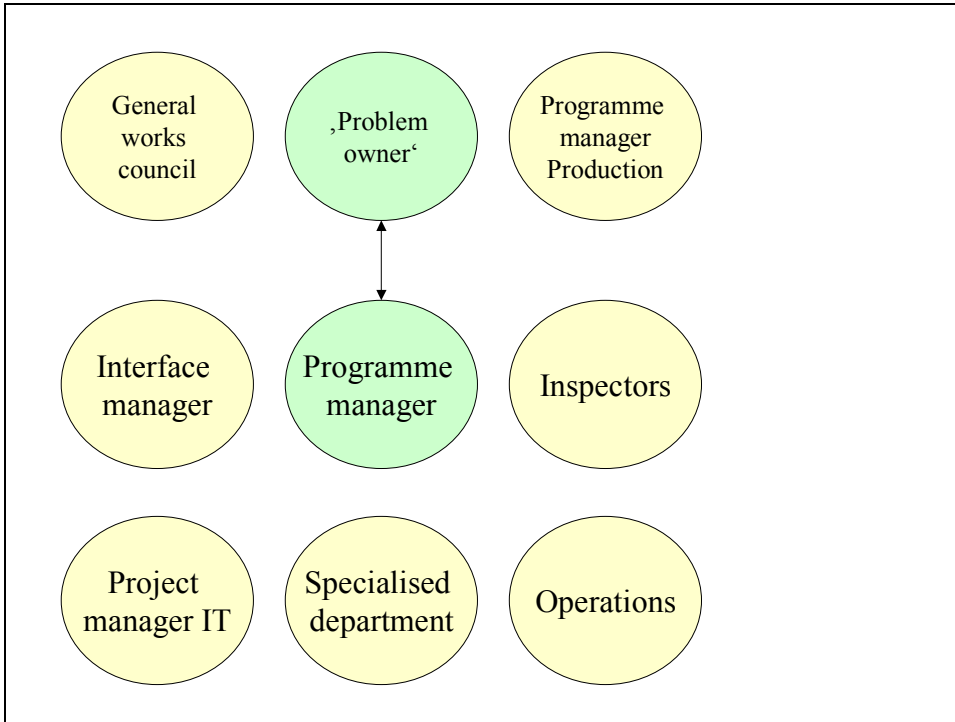 General
works
council
‚Problem
owner‘
Programme
manager
Production
Interface
manager
Programme
manager
Inspectors
Project
manager IT
Specialised
department
Operations